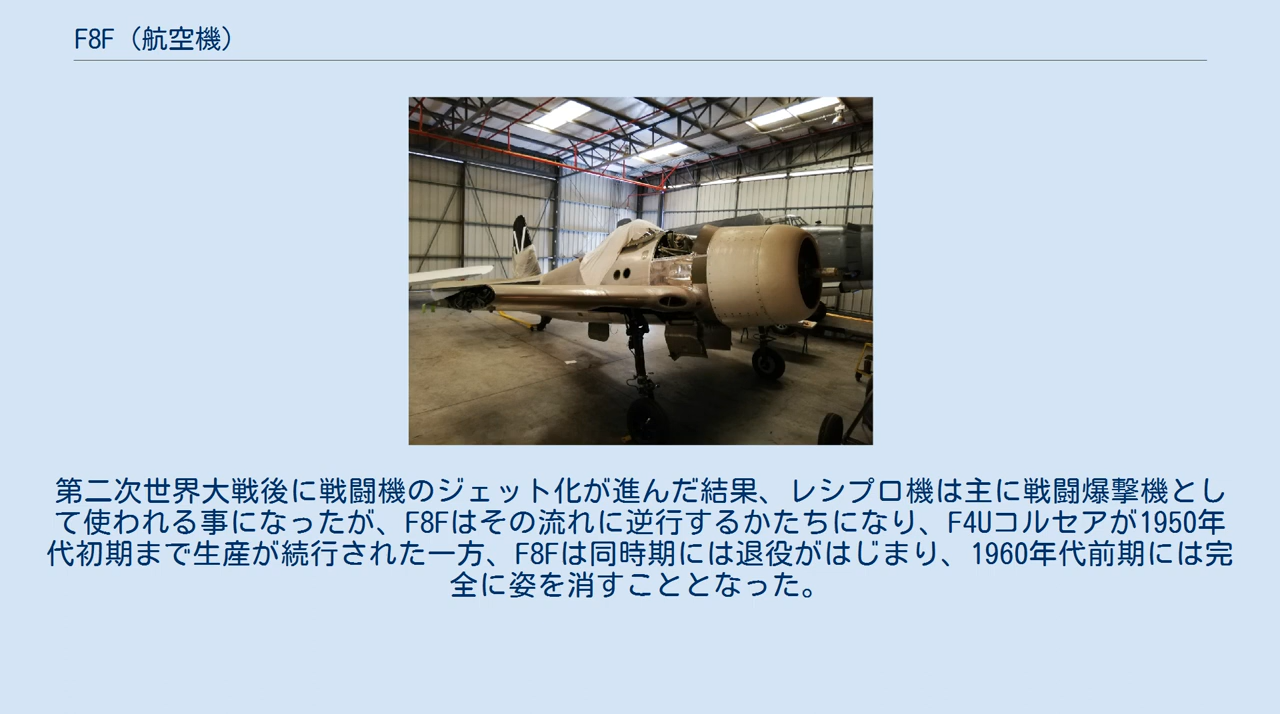 F8F（航空機）
第二次世界大戦後に戦闘機のジェット化が進んだ結果、レシプロ機は主に戦闘爆撃機とし
て使われる事になったが、F8Fはその流れに逆行するかたちになり、F4Uコルセアが1950年
代初期まで生産が続行された一方、F8Fは同時期には退役がはじまり、1960年代前期には完
全に姿を消すこととなった。